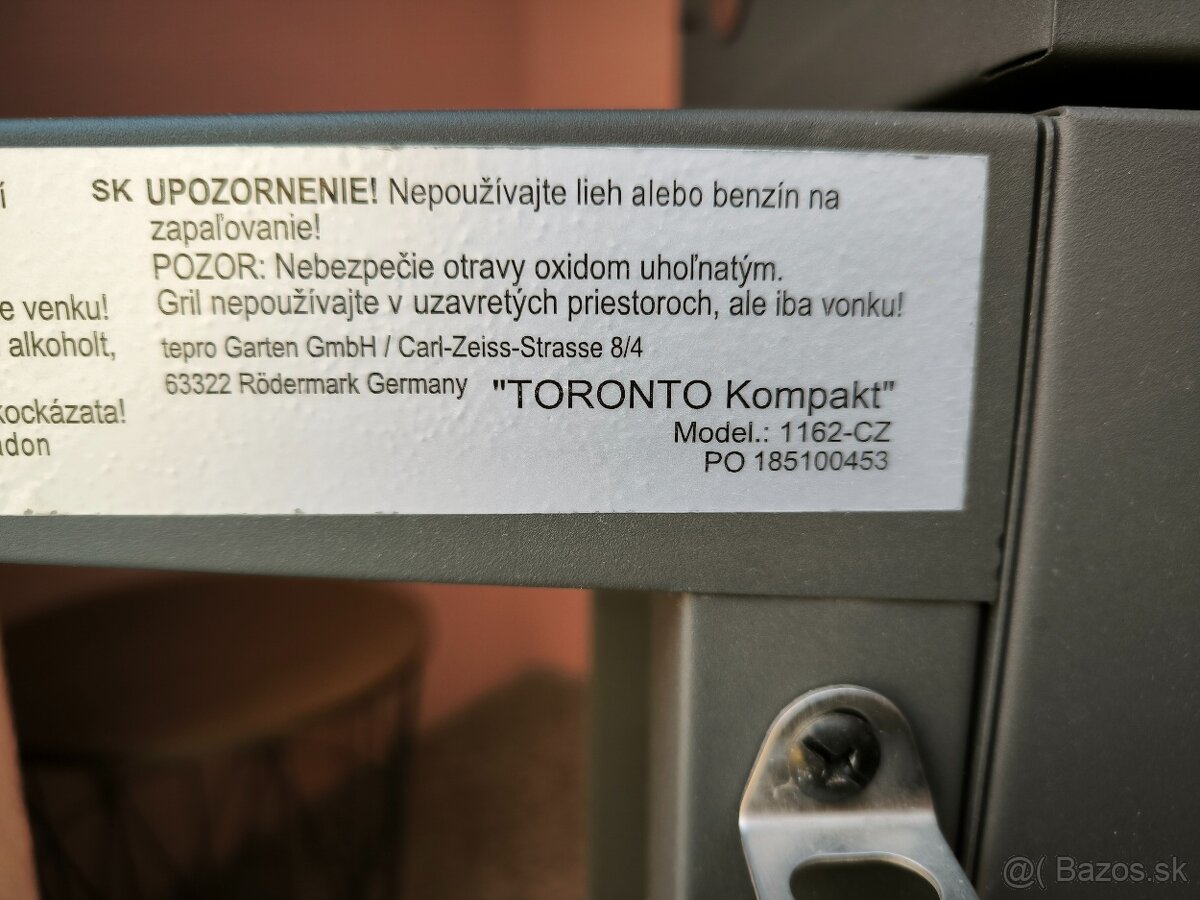 í
SK UPOZORNENIE! Nepoužívajte lieh alebo benzín na
zapaľovanie!
POZOR: Nebezpečie otravy oxidom uhoľnatým.
e venku! Gril nepoužívajte v uzavretých priestoroch, ale iba vonku!
alkoholt, tepro Garten GmbH / Carl-Zeiss-Strasse 8/4
63322 Rödermark Germany "TORONTO Kompakt"
kockázata! Model.: 1162-CZ
don PO 185100453
@( Bazos.sk